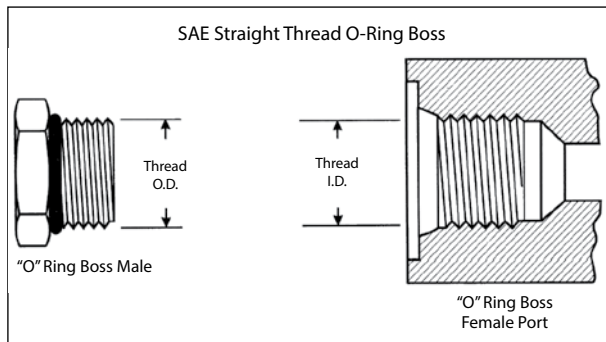 SAE Straight Thread O-Ring Boss
Thread
O.D.
Thread
I.D.
"O" Ring Boss Male
"O" Ring Boss
Female Port